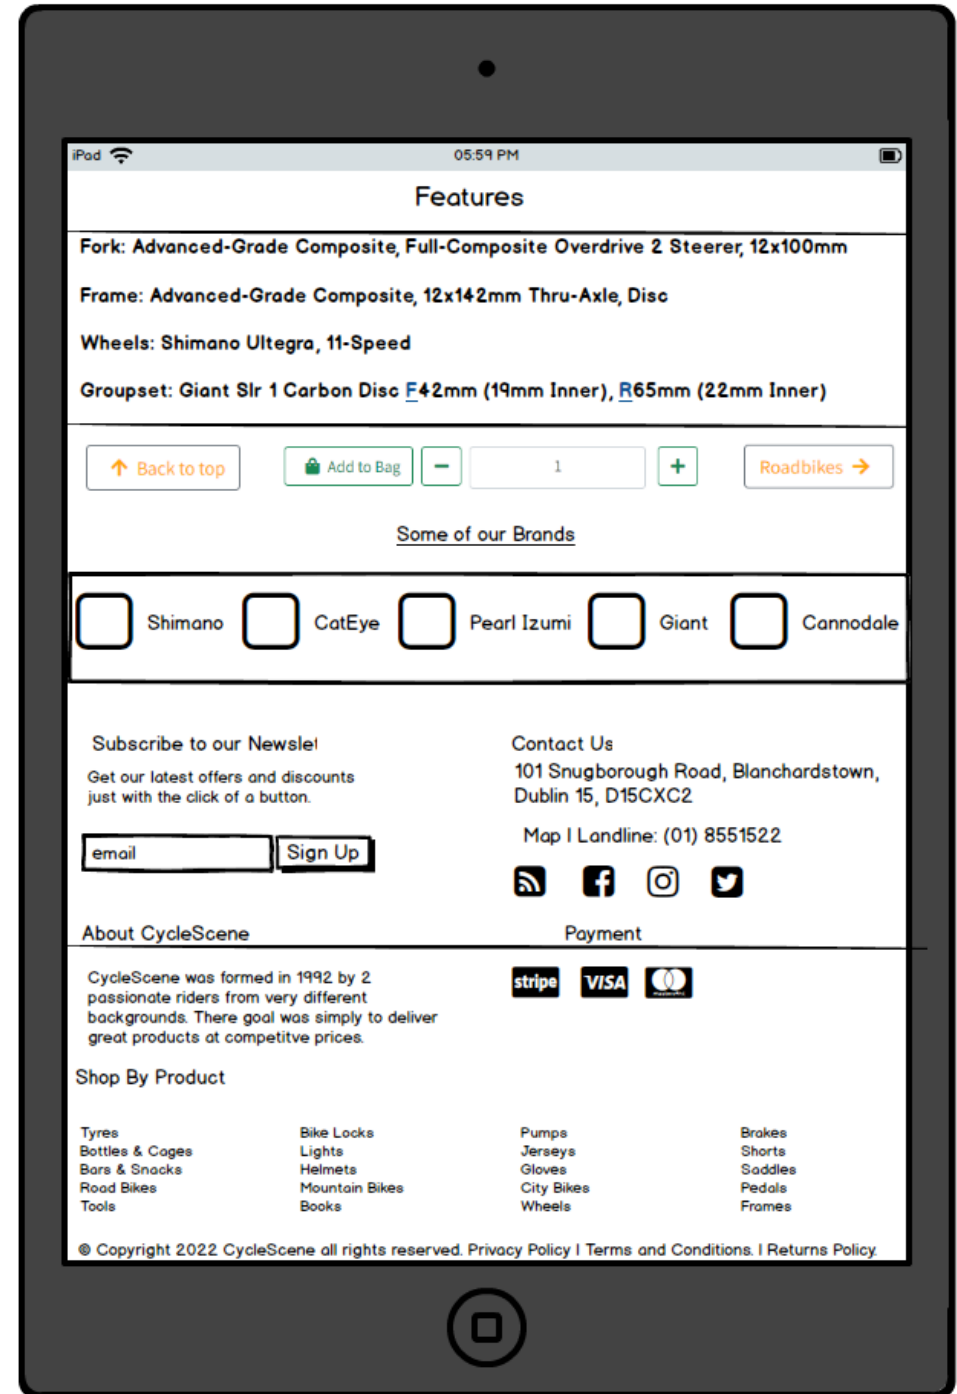 iPad 05:59 PM
Features
Fork: Advanced-Grade Composite, Full-Composite Overdrive 2 Steerer, 12x100mm
Frame: Advanced-Grade Composite, 12x142mm Thru-Axle, Disc
Wheels: Shimano Ultegra, 11-Speed
Groupset: Giant Slr 1 Carbon Disc F42mm (19mm Inner), R65mm (22mm Inner)
Back to top Add to Bag 1 Roadbikes
Some of our Brands
Shimano CatEye Pearl Izumi Giant Cannodale
Subscribe to our Newslet
Get our latest offers and discounts
just with the click of a button.
email Sign Up
Contact Us
101 Snugborough Road, Blanchardstown,
Dublin 15, D15CXC2
Map | Landline: (01) 8551522
About CycleScene
CycleScene was formed in 1992 by 2
passionate riders from very different
backgrounds. There goal was simply to deliver
great products at competitve prices.
Payment
stripe VISA
Shop By Product
Tyres Bike Locks Pumps Brakes
Bottles & Cages Lights Jerseys Shorts
Bars & Snacks Helmets Gloves Saddles
Road Bikes Mountain Bikes City Bikes Pedals
Tools Books Wheels Frames
© Copyright 2022 CycleScene all rights reserved. Privacy Policy | Terms and Conditions. | Returns Policy.